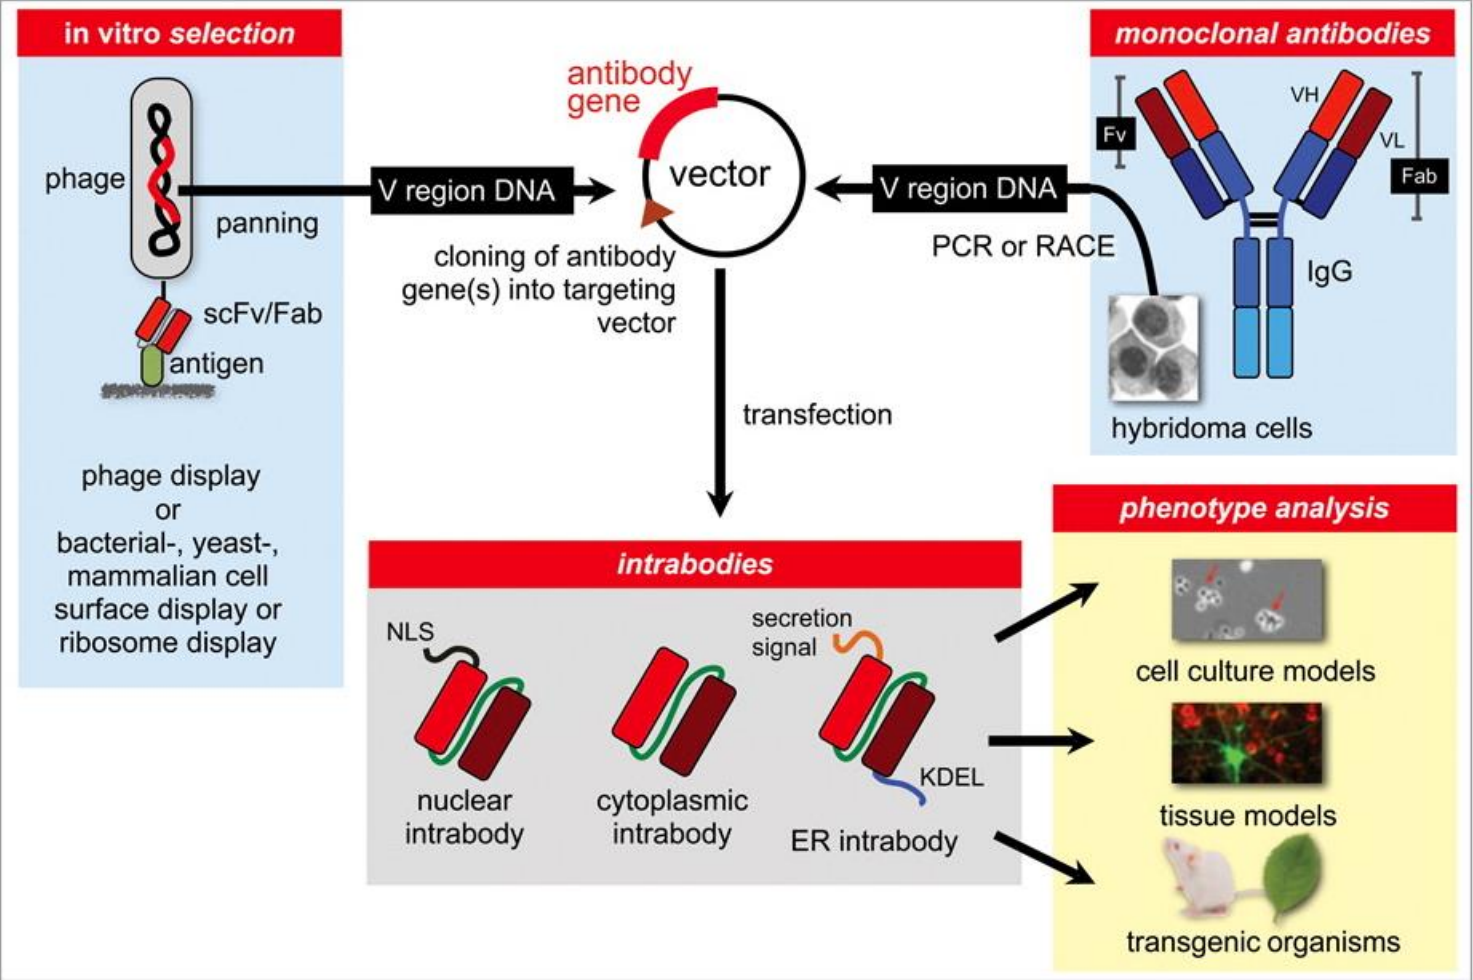 in vitro selection
phage
panning
scFv/Fab
antigen
phage display
or
bacterial-, yeast-,
mammalian cell
surface display or
ribosome display
V region DNA
antibody
gene
vector
cloning of antibody
gene(s) into targeting
vector
transfection
V region DNA
PCR or RACE
monoclonal antibodies
Fv
VH
VL
Fab
IgG
hybridoma cells
intrabodies
NLS
nuclear
intrabody
cytoplasmic
intrabody
secretion
signal
KDEL
ER intrabody
phenotype analysis
cell culture models
tissue models
transgenic organisms